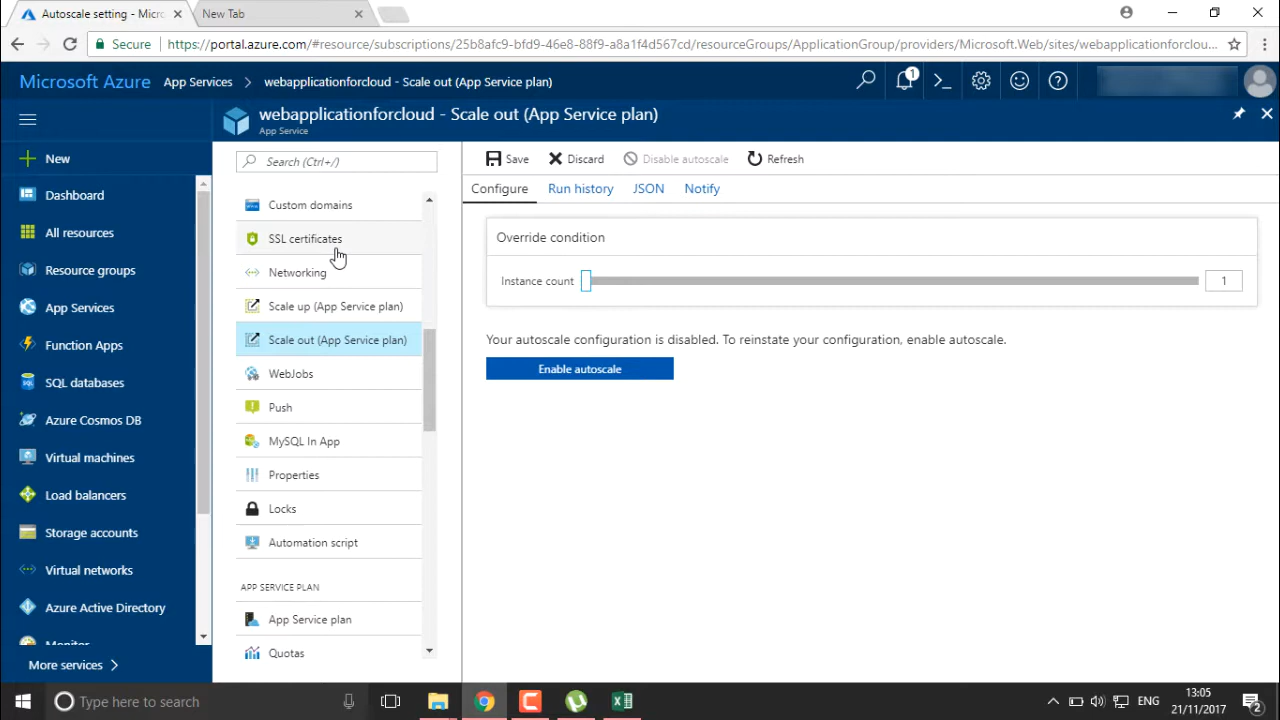 Autoscale setting - Micro
New Tab
Secure
https://portal.azure.com/#resource/subscriptions/25b8afc9-bfd9-46e8-88f9-a8a1f4d567cd/resourceGroups/ApplicationGroup/providers/Microsoft.Web/sites/webapplicationforclou...
Microsoft Azure
App Services
webapplicationforcloud - Scale out (App Service plan)
1
webapplicationforcloud - Scale out (App Service plan)
App Service
New
Dashboard
All resources
Resource groups
App Services
Function Apps
SQL databases
Azure Cosmos DB
Virtual machines
Load balancers
Storage accounts
Virtual networks
Azure Active Directory
Monitor
More services
Search (Ctrl+/)
Custom domains
SSL certificates
Networking
Scale up (App Service plan)
Scale out (App Service plan)
WebJobs
Push
MySQL In App
Properties
Locks
Automation script
APP SERVICE PLAN
App Service plan
Quotas
Save
Discard
Disable autoscale
Refresh
Configure
Run history
JSON
Notify
Override condition
Instance count
1
Your autoscale configuration is disabled. To reinstate your configuration, enable autoscale.
Enable autoscale
Type here to search
ENG
13:05
21/11/2017
2